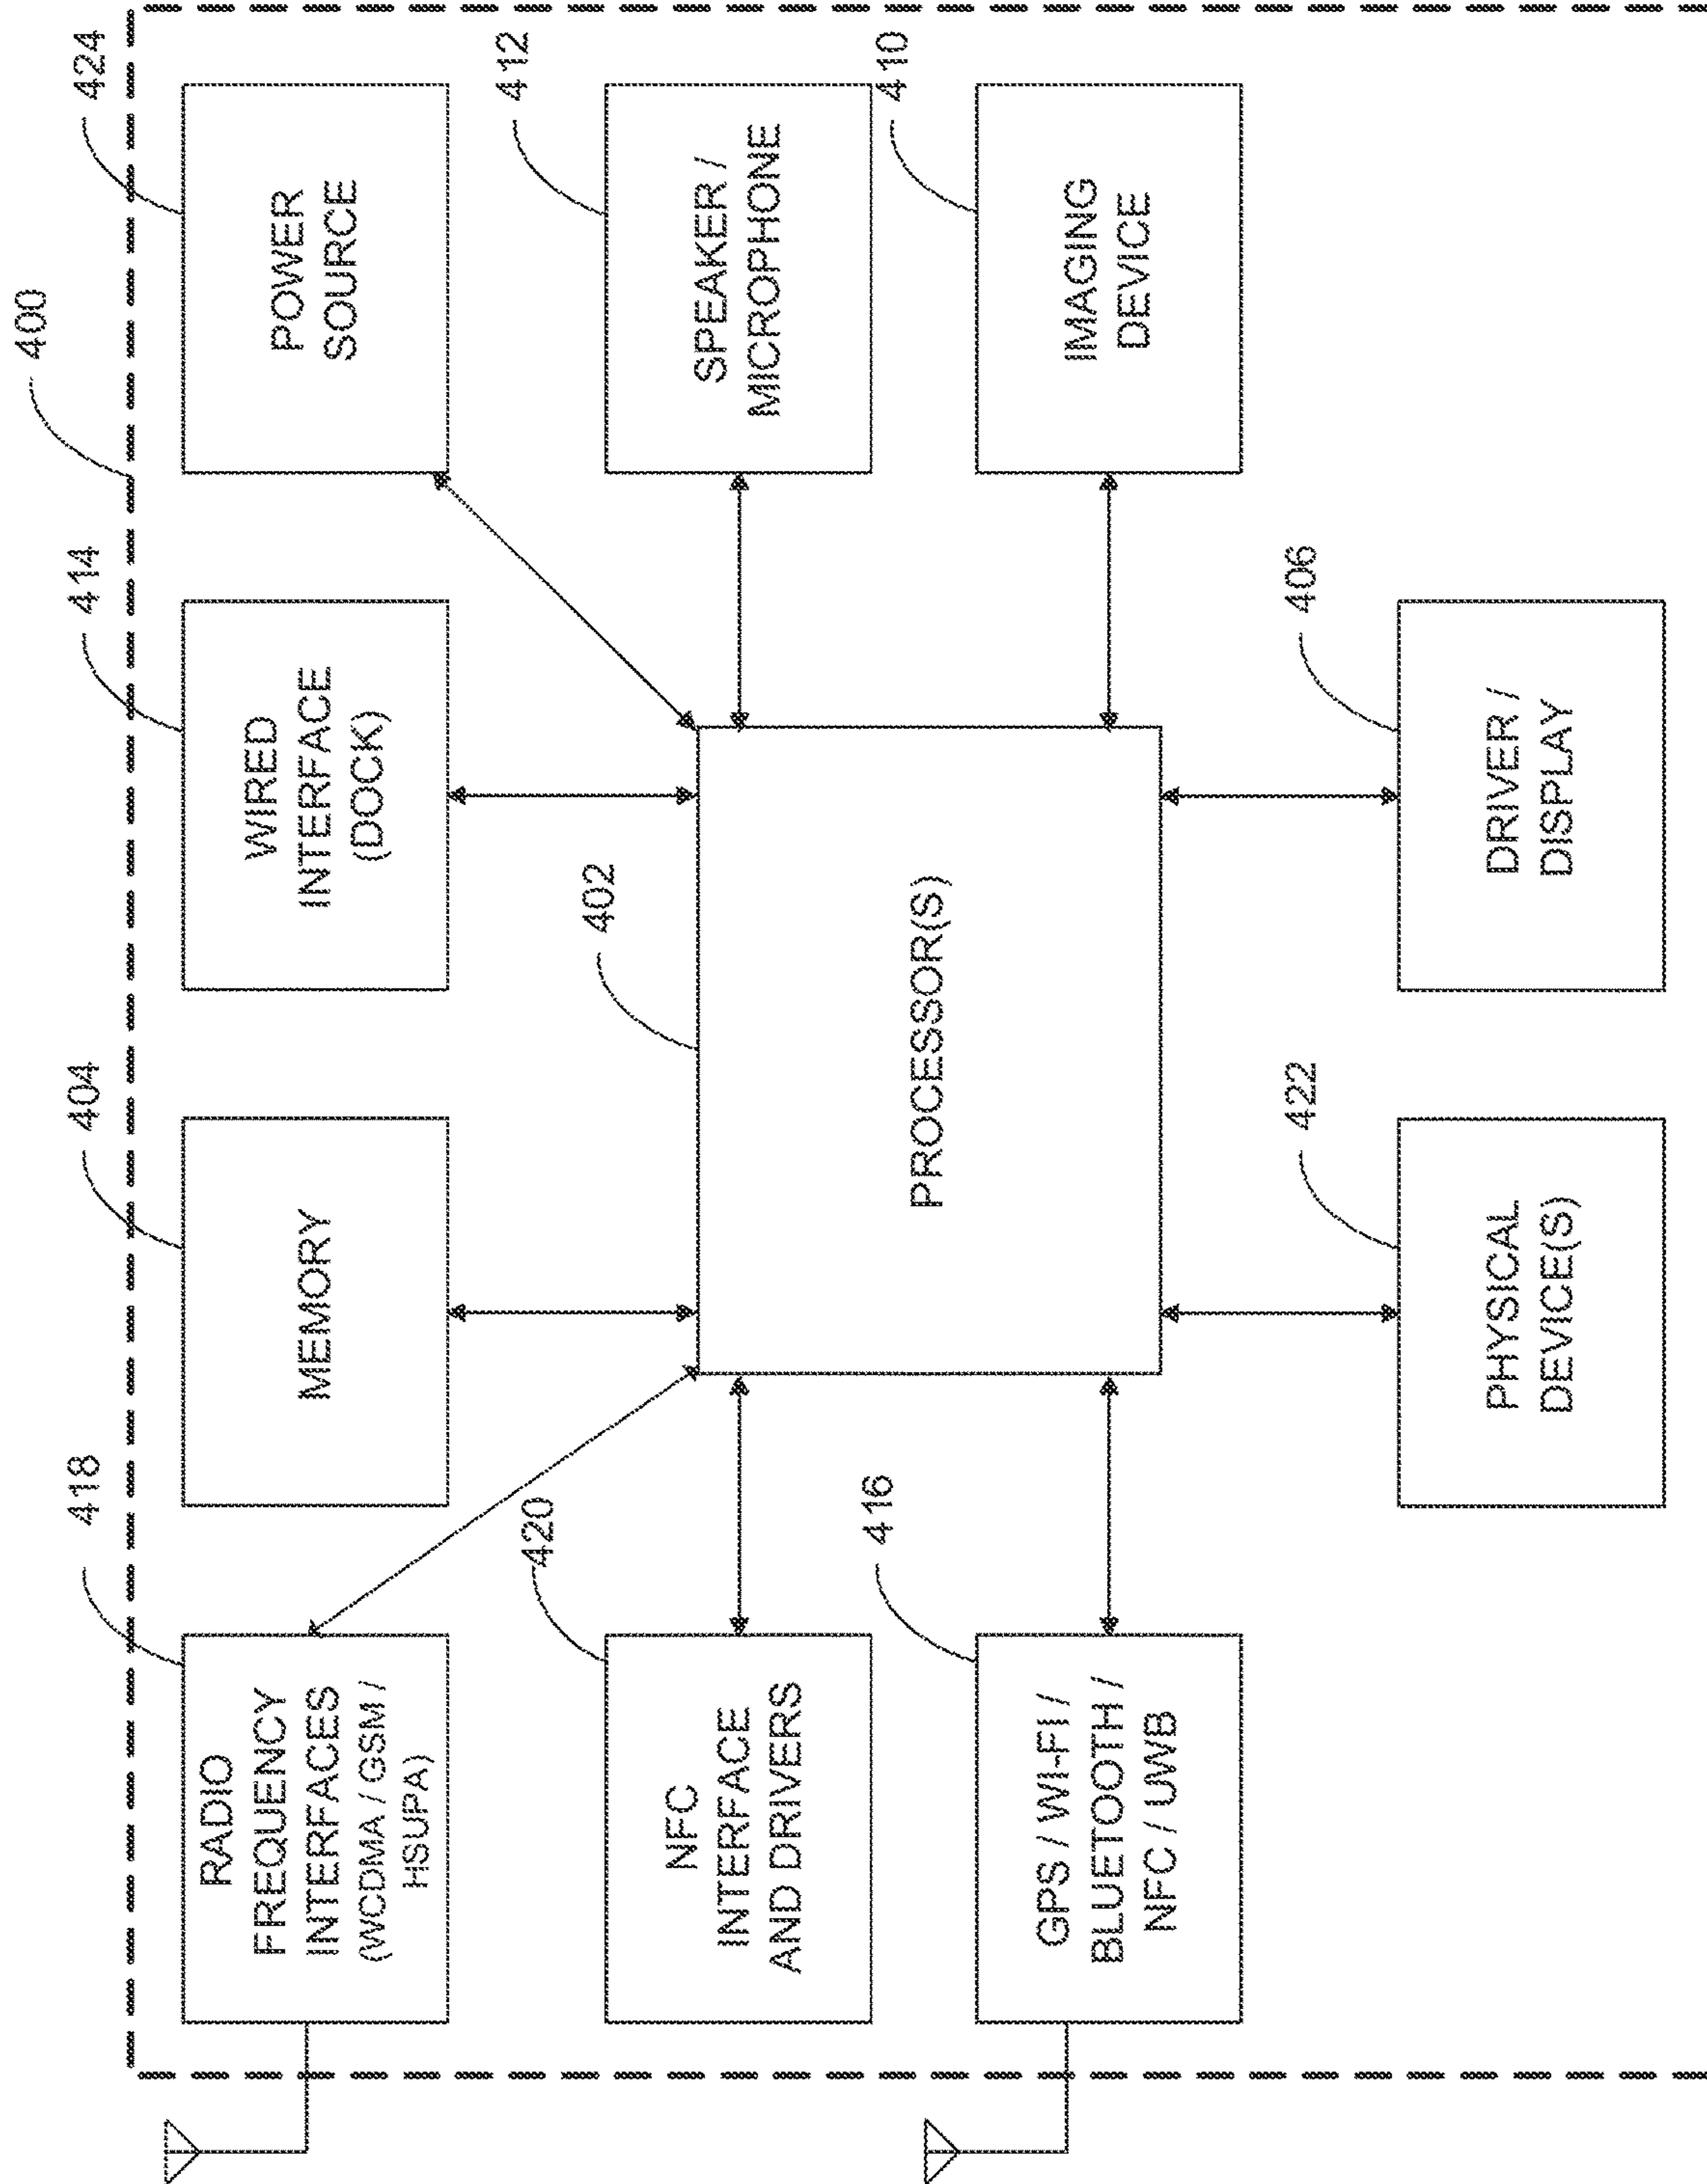 400
418
404
414
424
RADIO
FREQUENCY
INTERFACES
(WCDMA / GSM /
HSUPA)
MEMORY
WIRED
INTERFACE
(DOCK)
POWER
SOURCE
420
402
412
NFC
INTERFACE
AND DRIVERS
PROCESSOR(S)
SPEAKER /
MICROPHONE
416
410
GPS / WI-FI /
BLUETOOTH /
NFC / UWB
IMAGING
DEVICE
422
406
PHYSICAL
DEVICE(S)
DRIVER /
DISPLAY